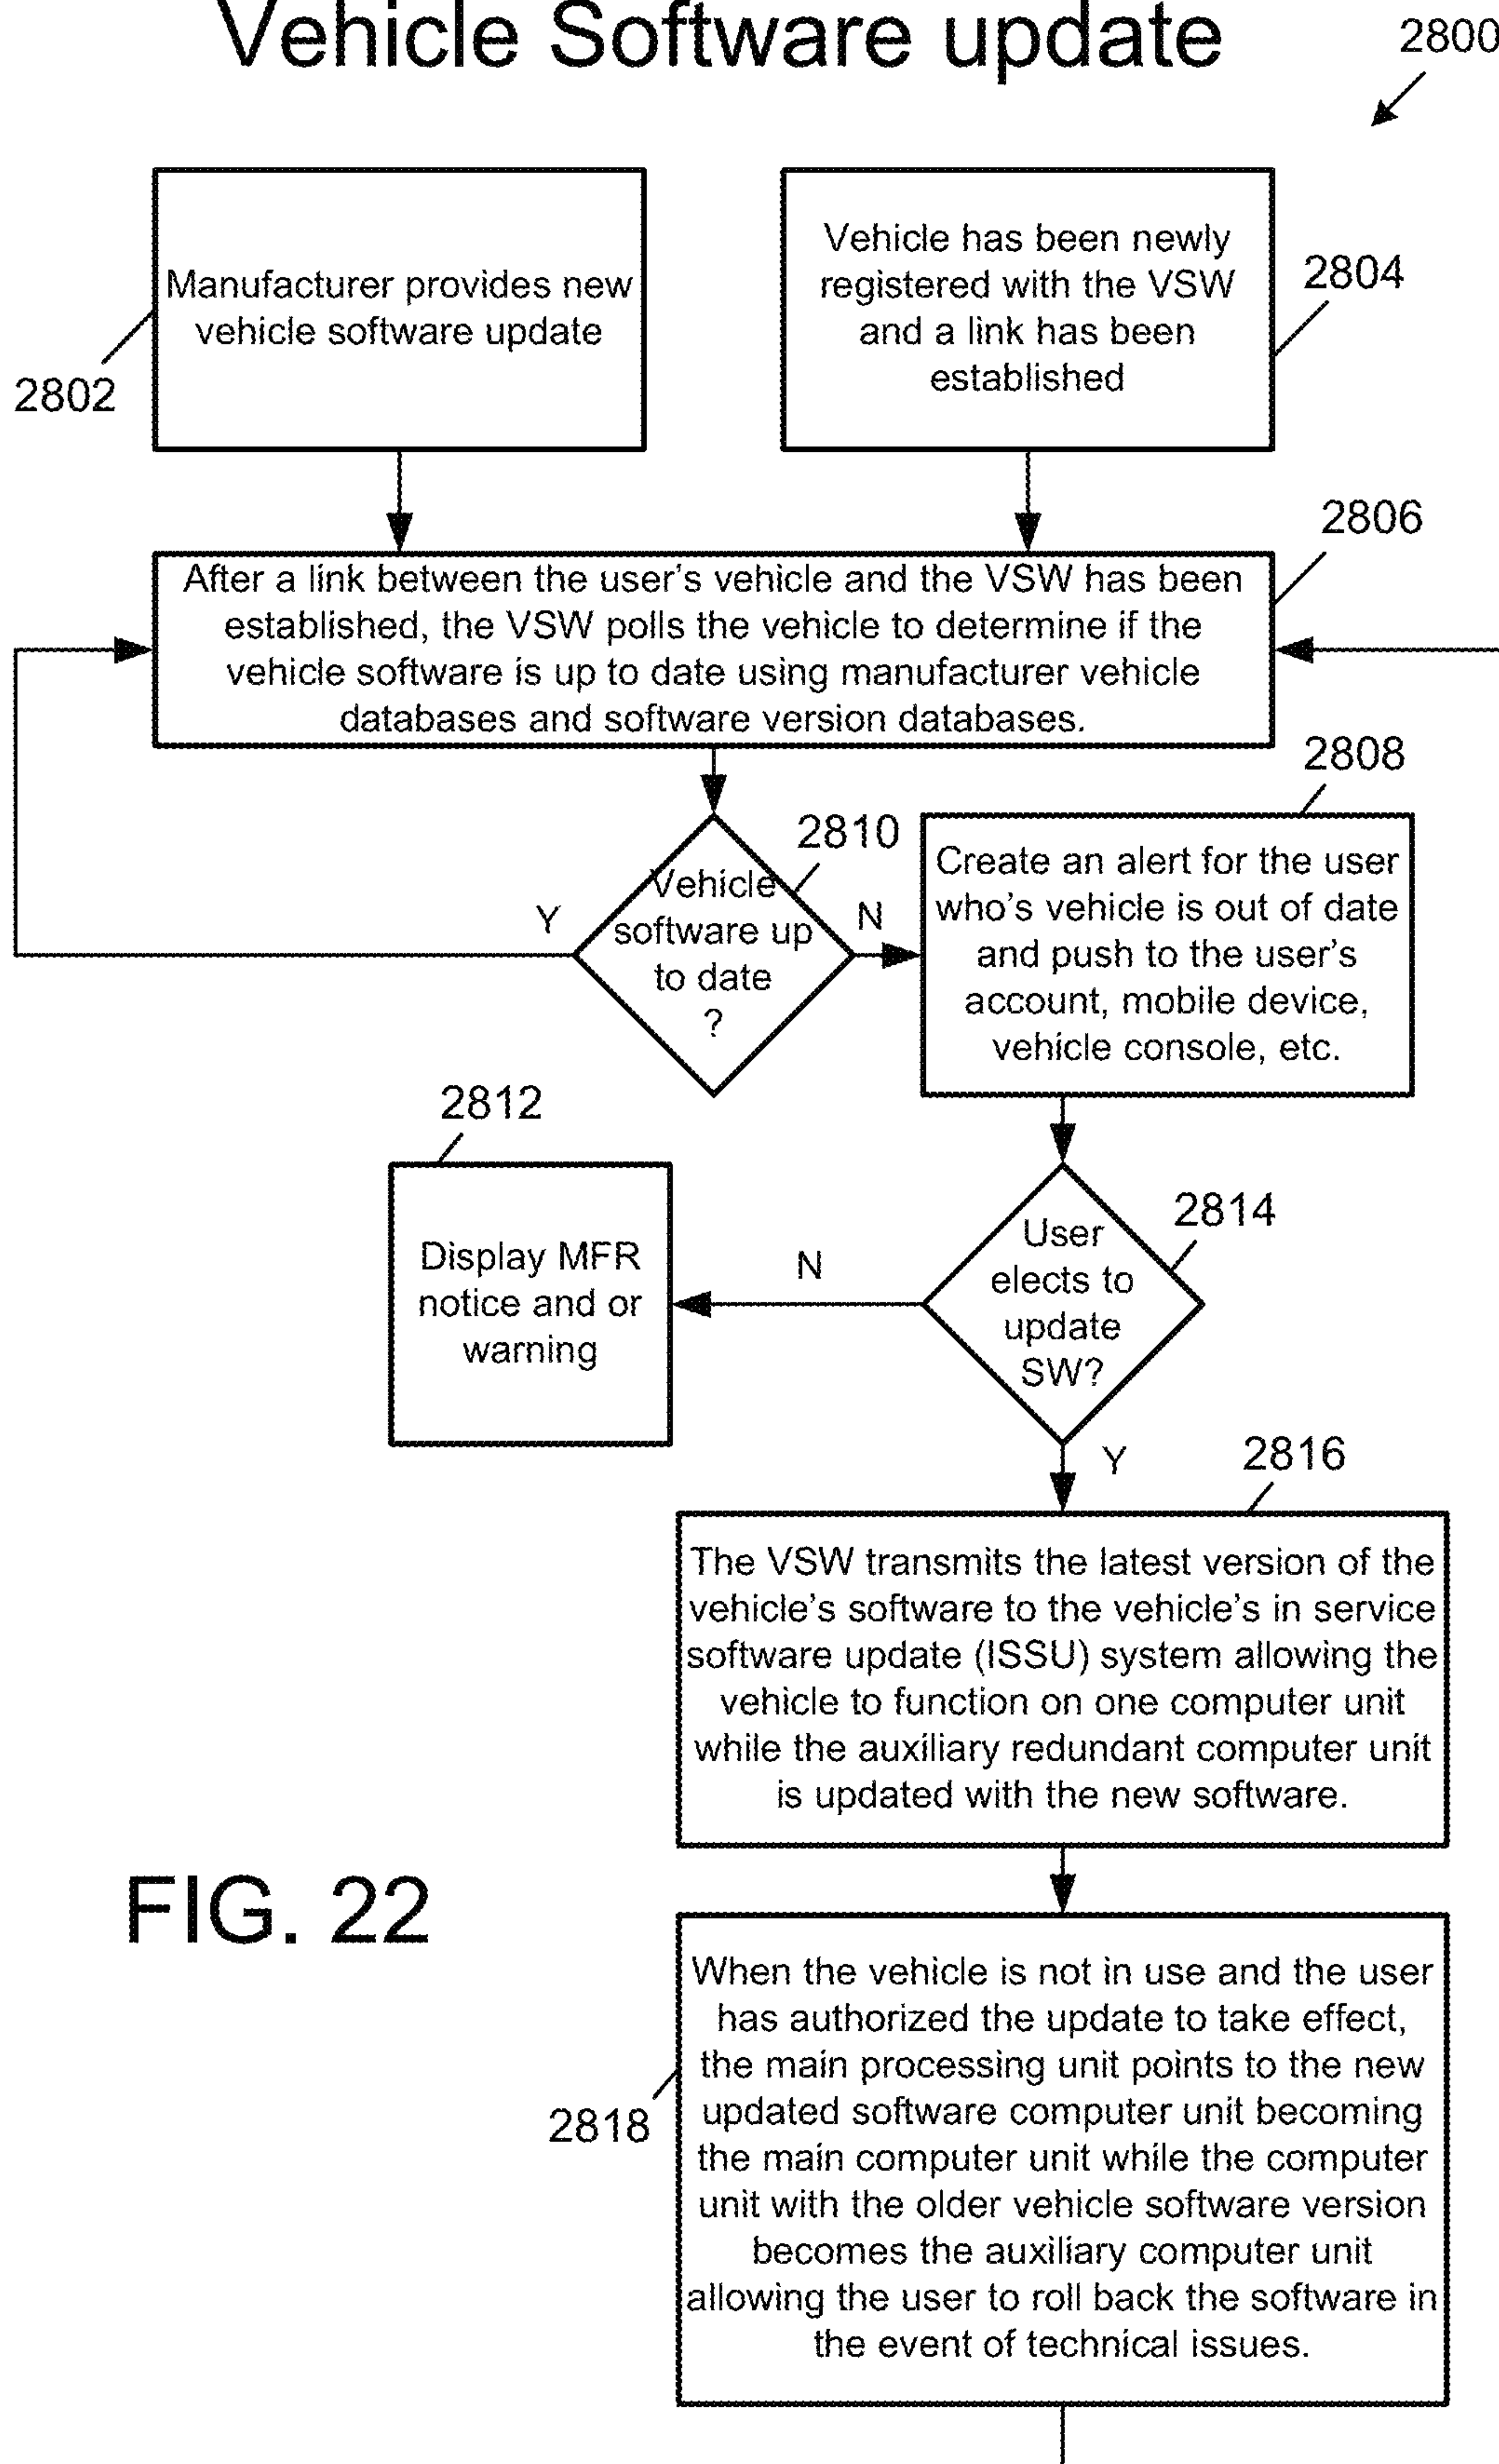 Vehicle Software update
2800
Manufacturer provides new
vehicle software update
2802
Vehicle has been newly
registered with the VSW
and a link has been
established
2804
2806
After a link between the user's vehicle and the VSW has been
established, the VSW polls the vehicle to determine if the
vehicle software is up to date using manufacturer vehicle
databases and software version databases.
2808
2810
Vehicle
software up
to date
?
Y
N
Create an alert for the user
who's vehicle is out of date
and push to the user's
account, mobile device,
vehicle console, etc.
2812
Display MFR
notice and or
warning
N
2814
User
elects to
update
SW?
Y
2816
The VSW transmits the latest version of the
vehicle's software to the vehicle's in service
software update (ISSU) system allowing the
vehicle to function on one computer unit
while the auxiliary redundant computer unit
is updated with the new software.
FIG. 22
When the vehicle is not in use and the user
has authorized the update to take effect,
the main processing unit points to the new
updated software computer unit becoming
the main computer unit while the computer
unit with the older vehicle software version
becomes the auxiliary computer unit
allowing the user to roll back the software in
the event of technical issues.
2818